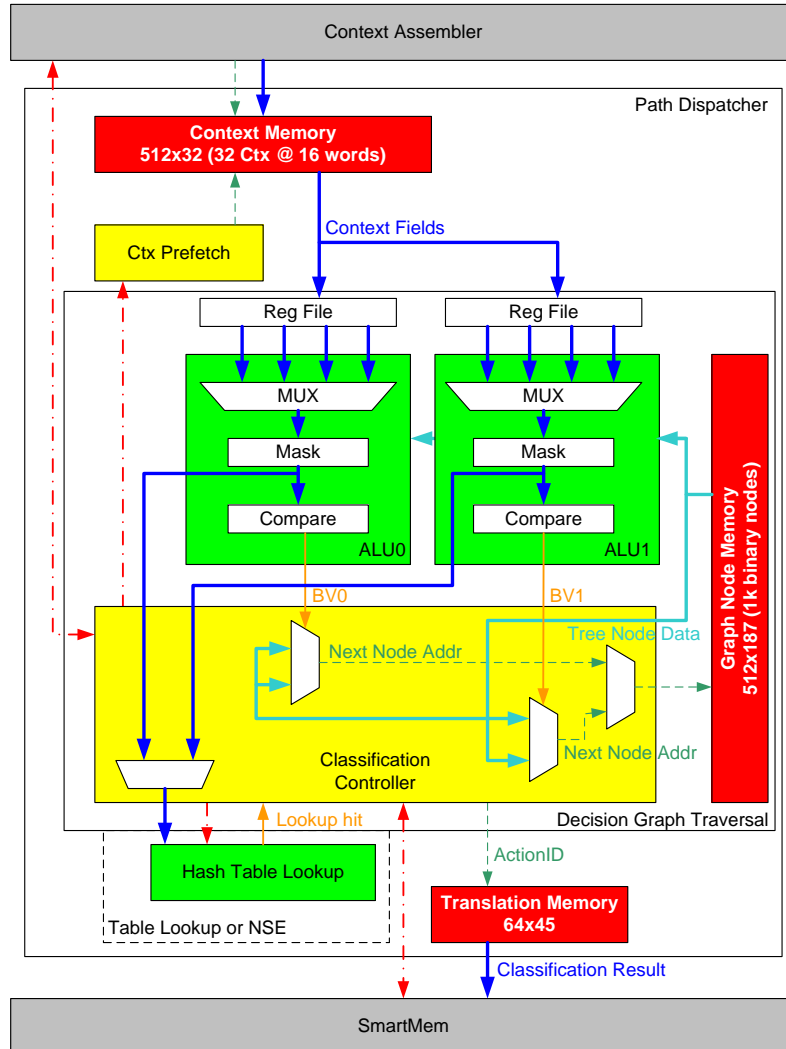 Context Assembler
Path Dispatcher
Context Memory
512x32 (32 Ctx @ 16 words)
Context Fields
Ctx Prefetch
Reg File
Reg File
MUX
MUX
Mask
Mask
Compare
Compare
ALU0
ALU1
Graph Node Memory
512x187 (1k binary nodes)
BV0
BV1
Tree Node Data
Next Node Addr
Next Node Addr
Classification
Controller
Lookup hit
Decision Graph Traversal
Hash Table Lookup
ActionID
Table Lookup or NSE
Translation Memory
64x45
Classification Result
SmartMem